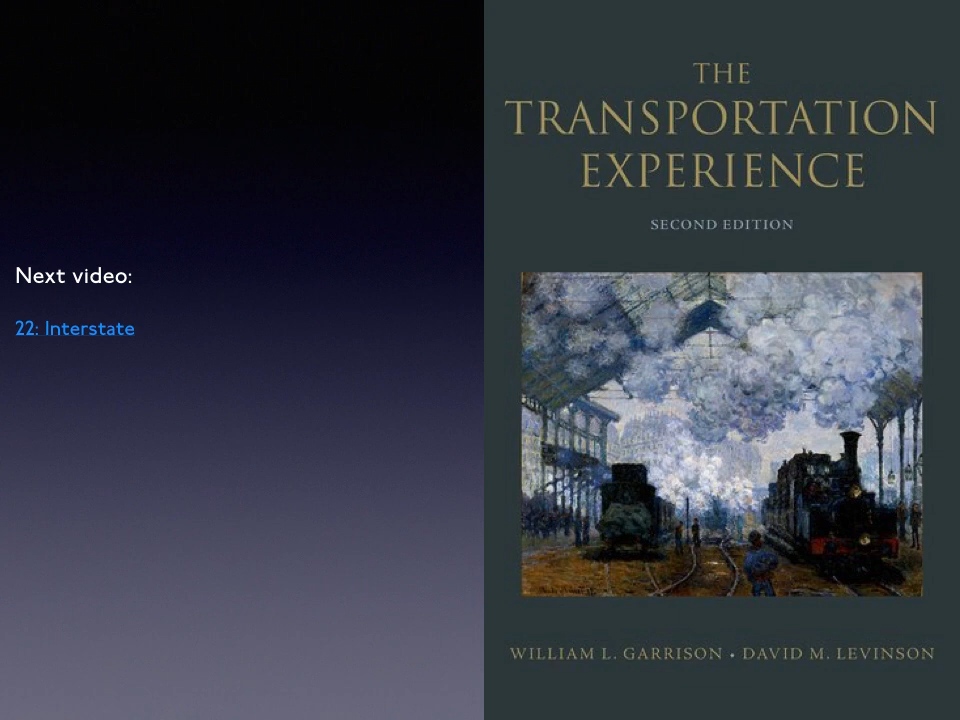 Next video:
22: Interstate
THE
TRANSPORTATION
EXPERIENCE
SECOND EDITION
WILLIAM L. GARRISON • DAVID M. LEVINSON